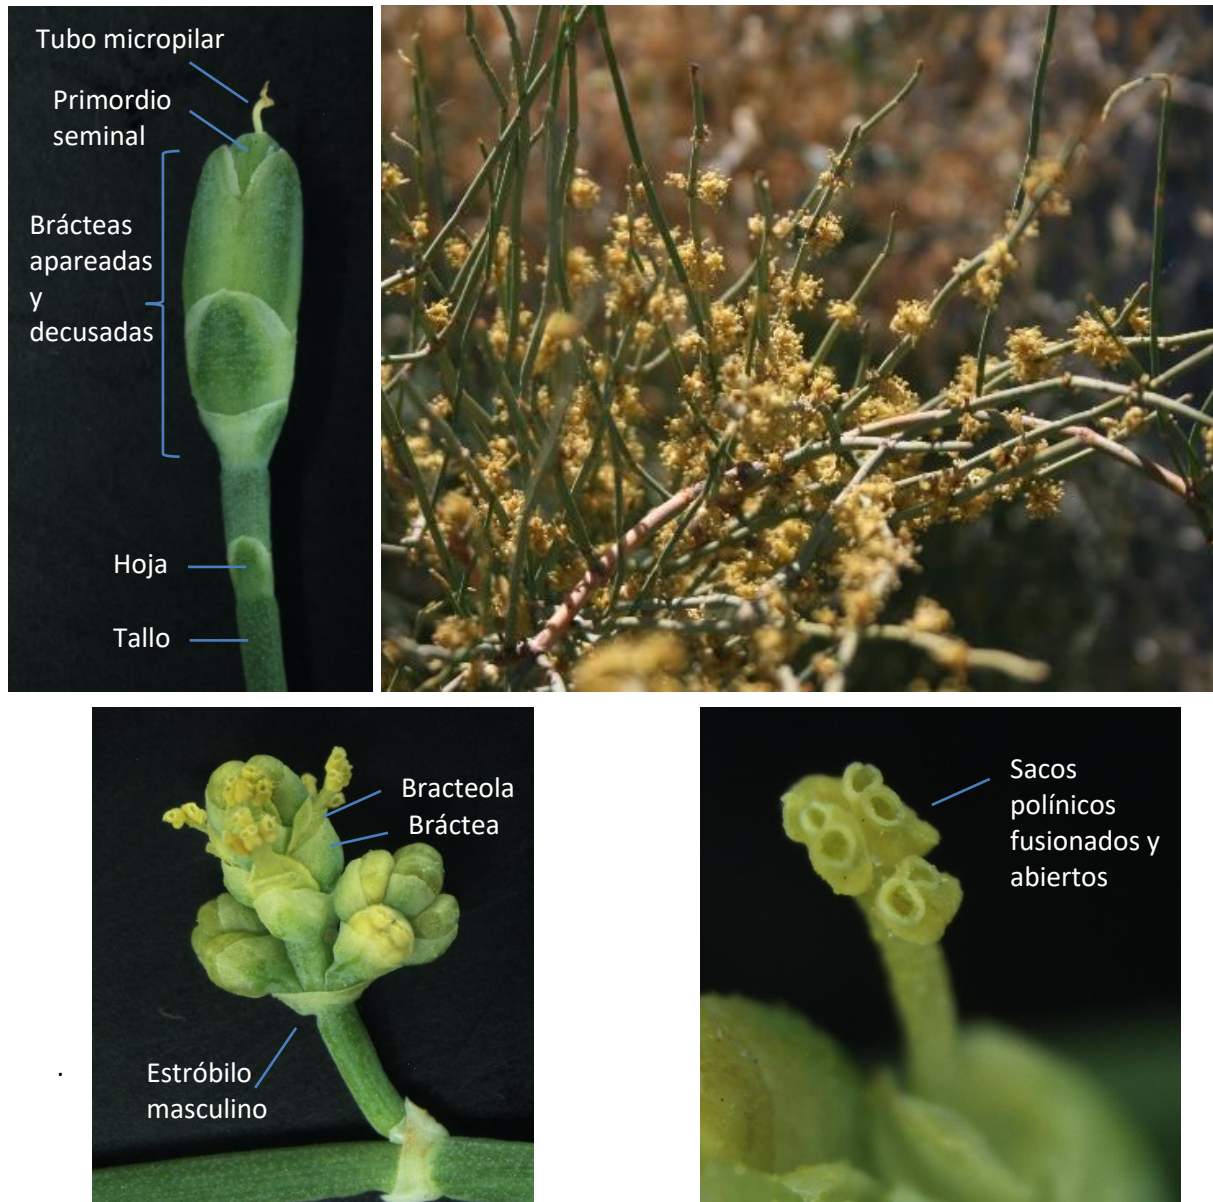 Tubo micropilar
Primordio
seminal
Brácteas
apareadas
y
decusadas
Hoja
Tallo
Bracteola
Bráctea
Estróbilo
masculino
Sacos
polínicos
fusionados y
abiertos
.